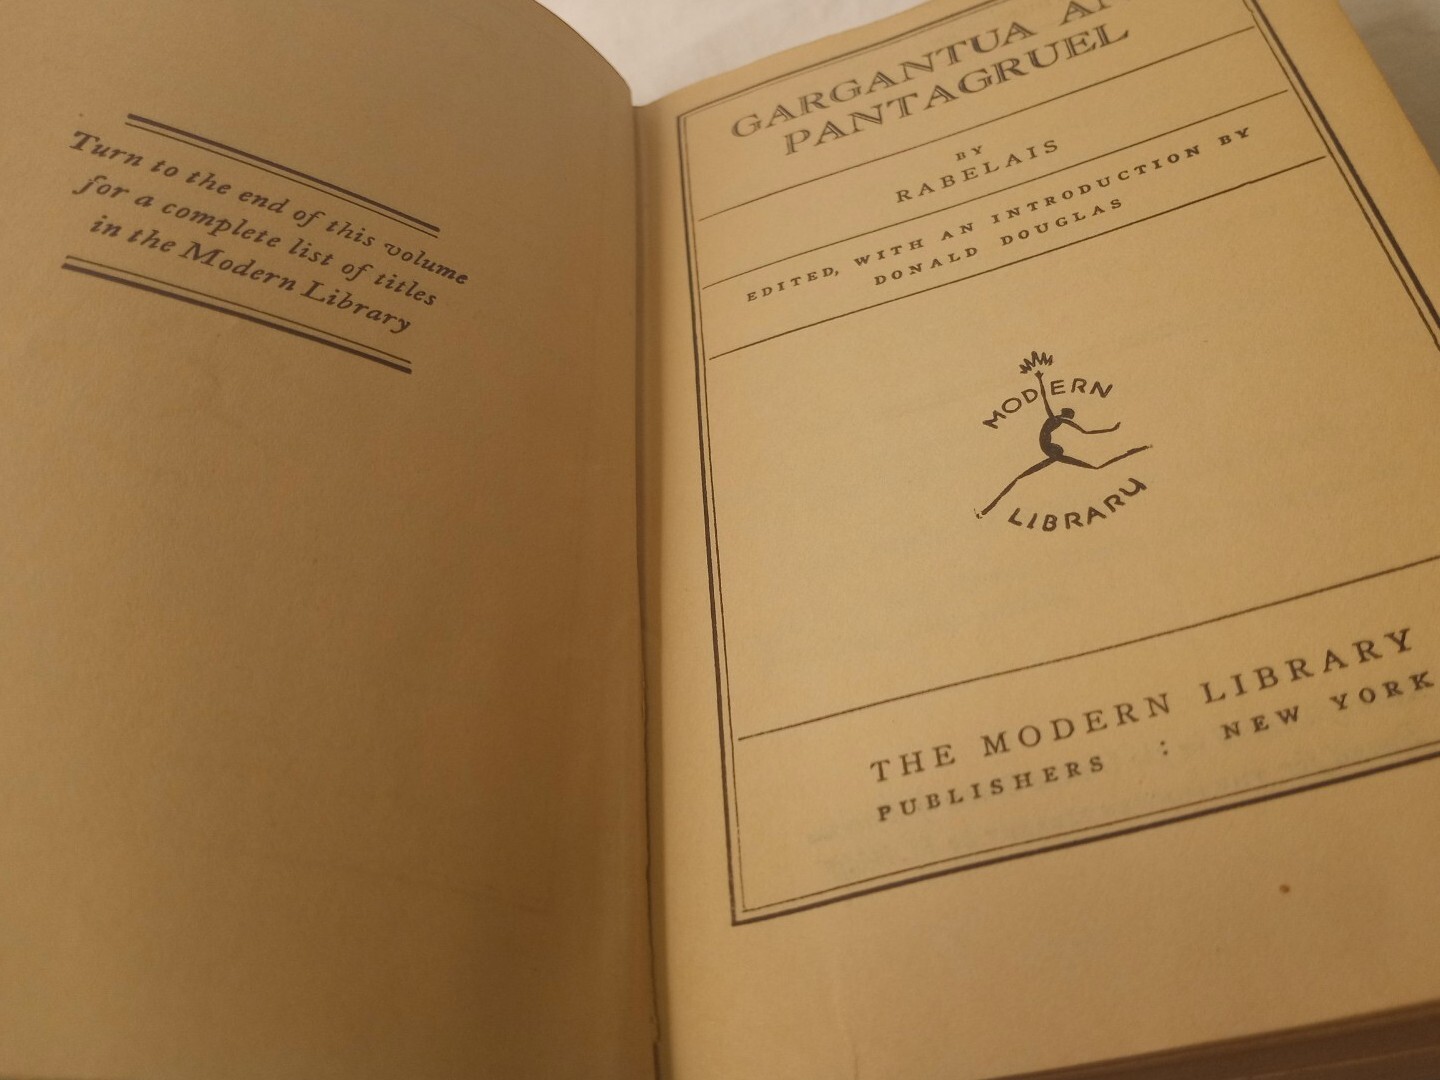 Turn to the end of this volume
for a complete list of titles
in the Modern Library
GARGANTUA
PANTAGRUEL
BY
RABELAIS
EDITED, WITH AN INTRODUCTION BY
DONALD DOUGLAS
MODERN
LIBRARY
THE MODERN LIBRARY
PUBLISHERS : NEW YORK